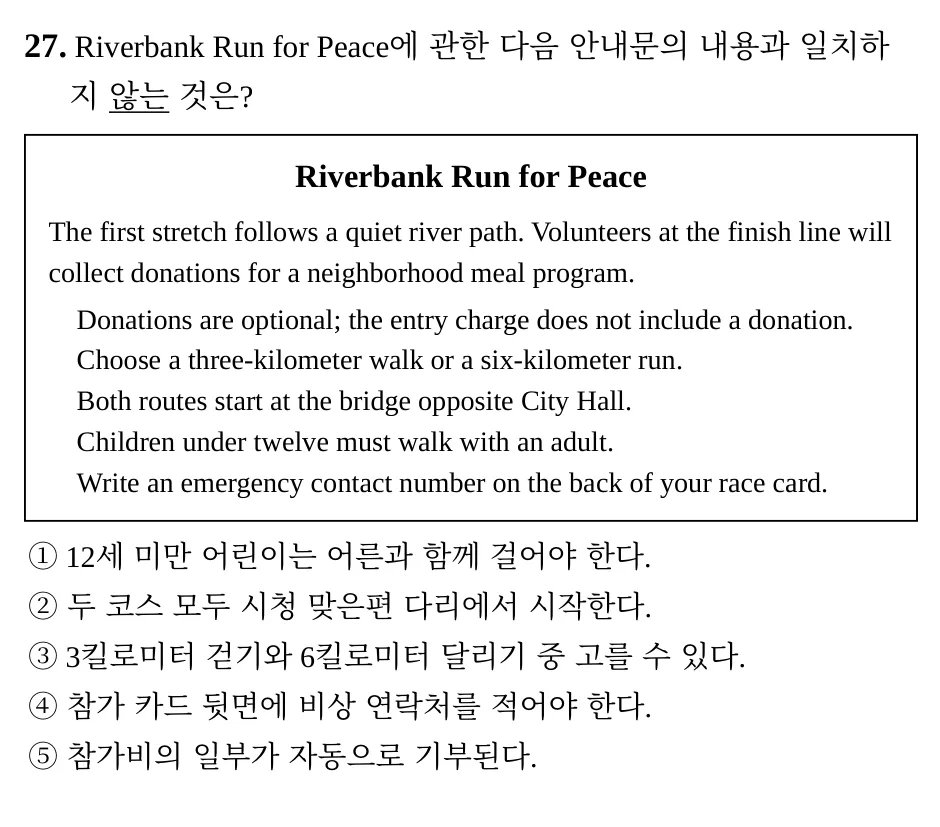 27. Riverbank Run for Peace에 관한 다음 안내문의 내용과 일치하
지 않는 것은?
Riverbank Run for Peace
The first stretch follows a quiet river path. Volunteers at the finish line will
collect donations for a neighborhood meal program.
Donations are optional; the entry charge does not include a donation.
Choose a three-kilometer walk or a six-kilometer run.
Both routes start at the bridge opposite City Hall.
Children under twelve must walk with an adult.
Write an emergency contact number on the back of your race card.
① 12세 미만 어린이는 어른과 함께 걸어야 한다.
② 두 코스 모두 시청 맞은편 다리에서 시작한다.
③ 3킬로미터 걷기와 6킬로미터 달리기 중 고를 수 있다.
④ 참가 카드 뒷면에 비상 연락처를 적어야 한다.
⑤ 참가비의 일부가 자동으로 기부된다.